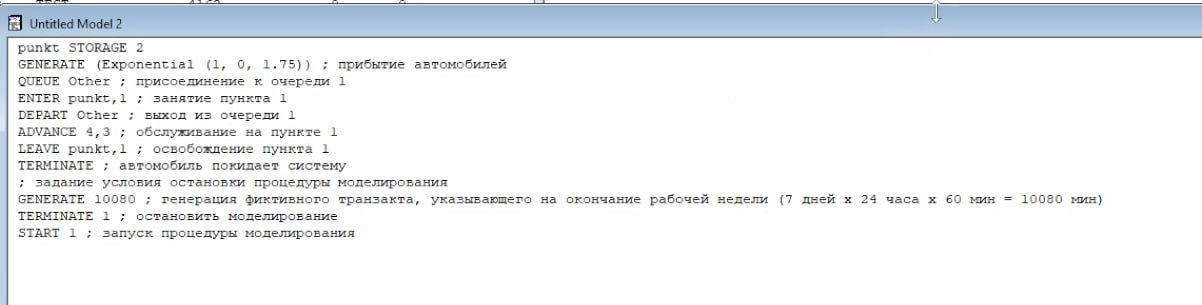 Untitled Model 2
punkt STORAGE 2
GENERATE (Exponential (1, 0, 1.75)) ; прибытие автомобилей
QUEUE Other ; присоединение к очереди 1
ENTER punkt,1 ; занятие пункта 1
DEPART Other ; выход из очереди 1
ADVANCE 4,3 ; обслуживание на пункте 1
LEAVE punkt,1 ; освобождение пункта 1
TERMINATE ; автомобиль покидает систему
; задание условия остановки процедуры моделирования
GENERATE 10080 ; генерация фиктивного транзакта, указывающего на окончание рабочей недели (7 дней x 24 часа x 60 мин = 10080 мин)
TERMINATE 1 ; остановить моделирование
START 1 ; запуск процедуры моделирования